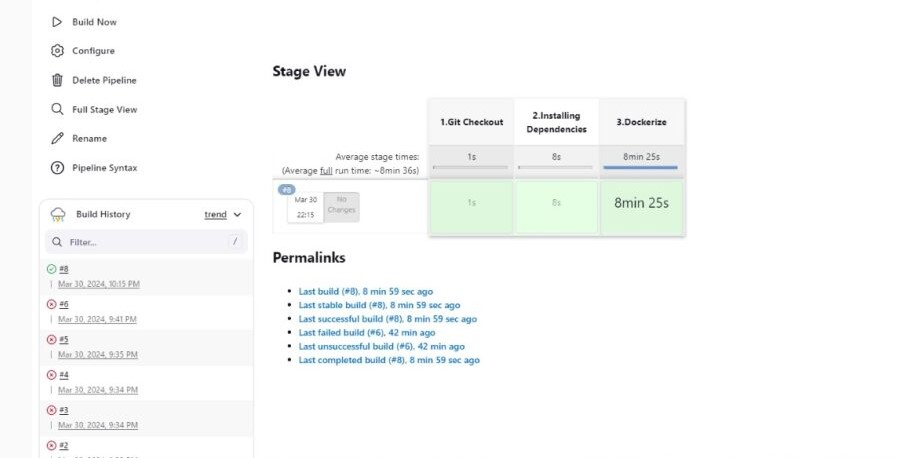 Build Now
Configure
Delete Pipeline
Full Stage View
Rename
Pipeline Syntax
Build History
trend
Filter...
/
#8
Mar 30, 2024, 10:15 PM
#6
Mar 30, 2024, 9:41 PM
#5
Mar 30, 2024, 9:35 PM
#4
Mar 30, 2024, 9:34 PM
#3
Mar 30, 2024, 9:34 PM
#2
Stage View
1.Git Checkout
2.Installing
Dependencies
3.Dockerize
Average stage times:
(Average full run time: ~8min 36s)
1s
8s
8min 25s
#8
Mar 30
22:15
No
Changes
1s
8s
8min 25s
Permalinks
Last build (#8), 8 min 59 sec ago
Last stable build (#8), 8 min 59 sec ago
Last successful build (#8), 8 min 59 sec ago
Last failed build (#6), 42 min ago
Last unsuccessful build (#6), 42 min ago
Last completed build (#8), 8 min 59 sec ago